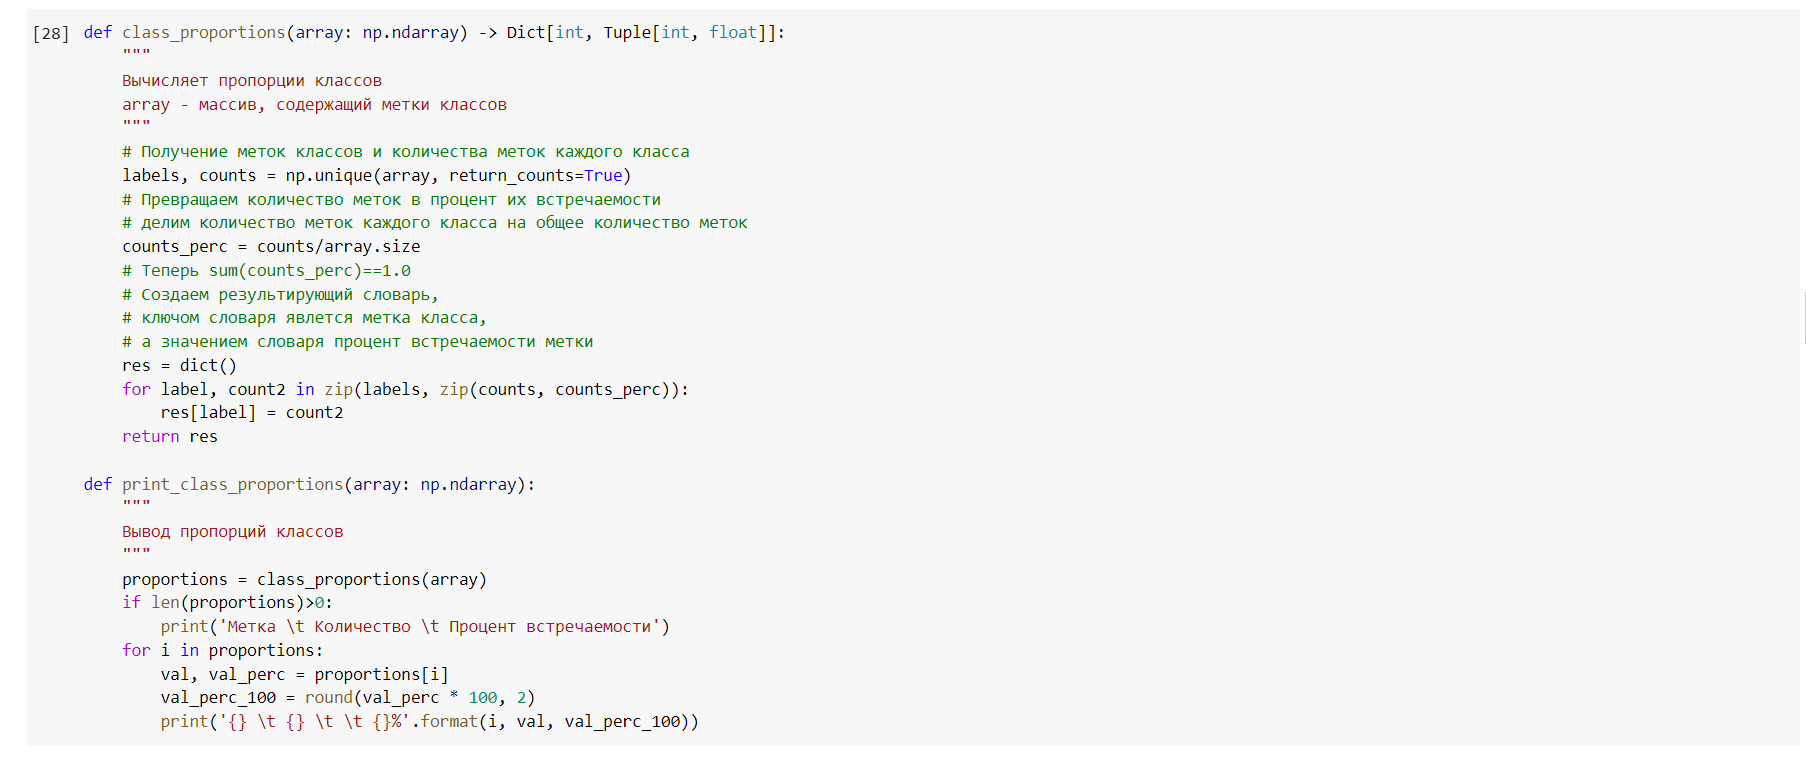 [28] def class_proportions(array: np.ndarray) -> Dict[int, Tuple[int, float]]:
    """
    Вычисляет пропорции классов
    array - массив, содержащий метки классов
    """
    # Получение меток классов и количества меток каждого класса
    labels, counts = np.unique(array, return_counts=True)
    # Превращаем количество меток в процент их встречаемости
    # делим количество меток каждого класса на общее количество меток
    counts_perc = counts/array.size
    # Теперь sum(counts_perc)==1.0
    # Создаем результирующий словарь,
    # ключом словаря явлется метка класса,
    # а значением словаря процент встречаемости метки
    res = dict()
    for label, count2 in zip(labels, zip(counts, counts_perc)):
        res[label] = count2
    return res

def print_class_proportions(array: np.ndarray):
    """
    Вывод пропорций классов
    """
    proportions = class_proportions(array)
    if len(proportions)>0:
        print('Метка \t Количество \t Процент встречаемости')
    for i in proportions:
        val, val_perc = proportions[i]
        val_perc_100 = round(val_perc * 100, 2)
        print('{} \t {} \t \t {}%'.format(i, val, val_perc_100))